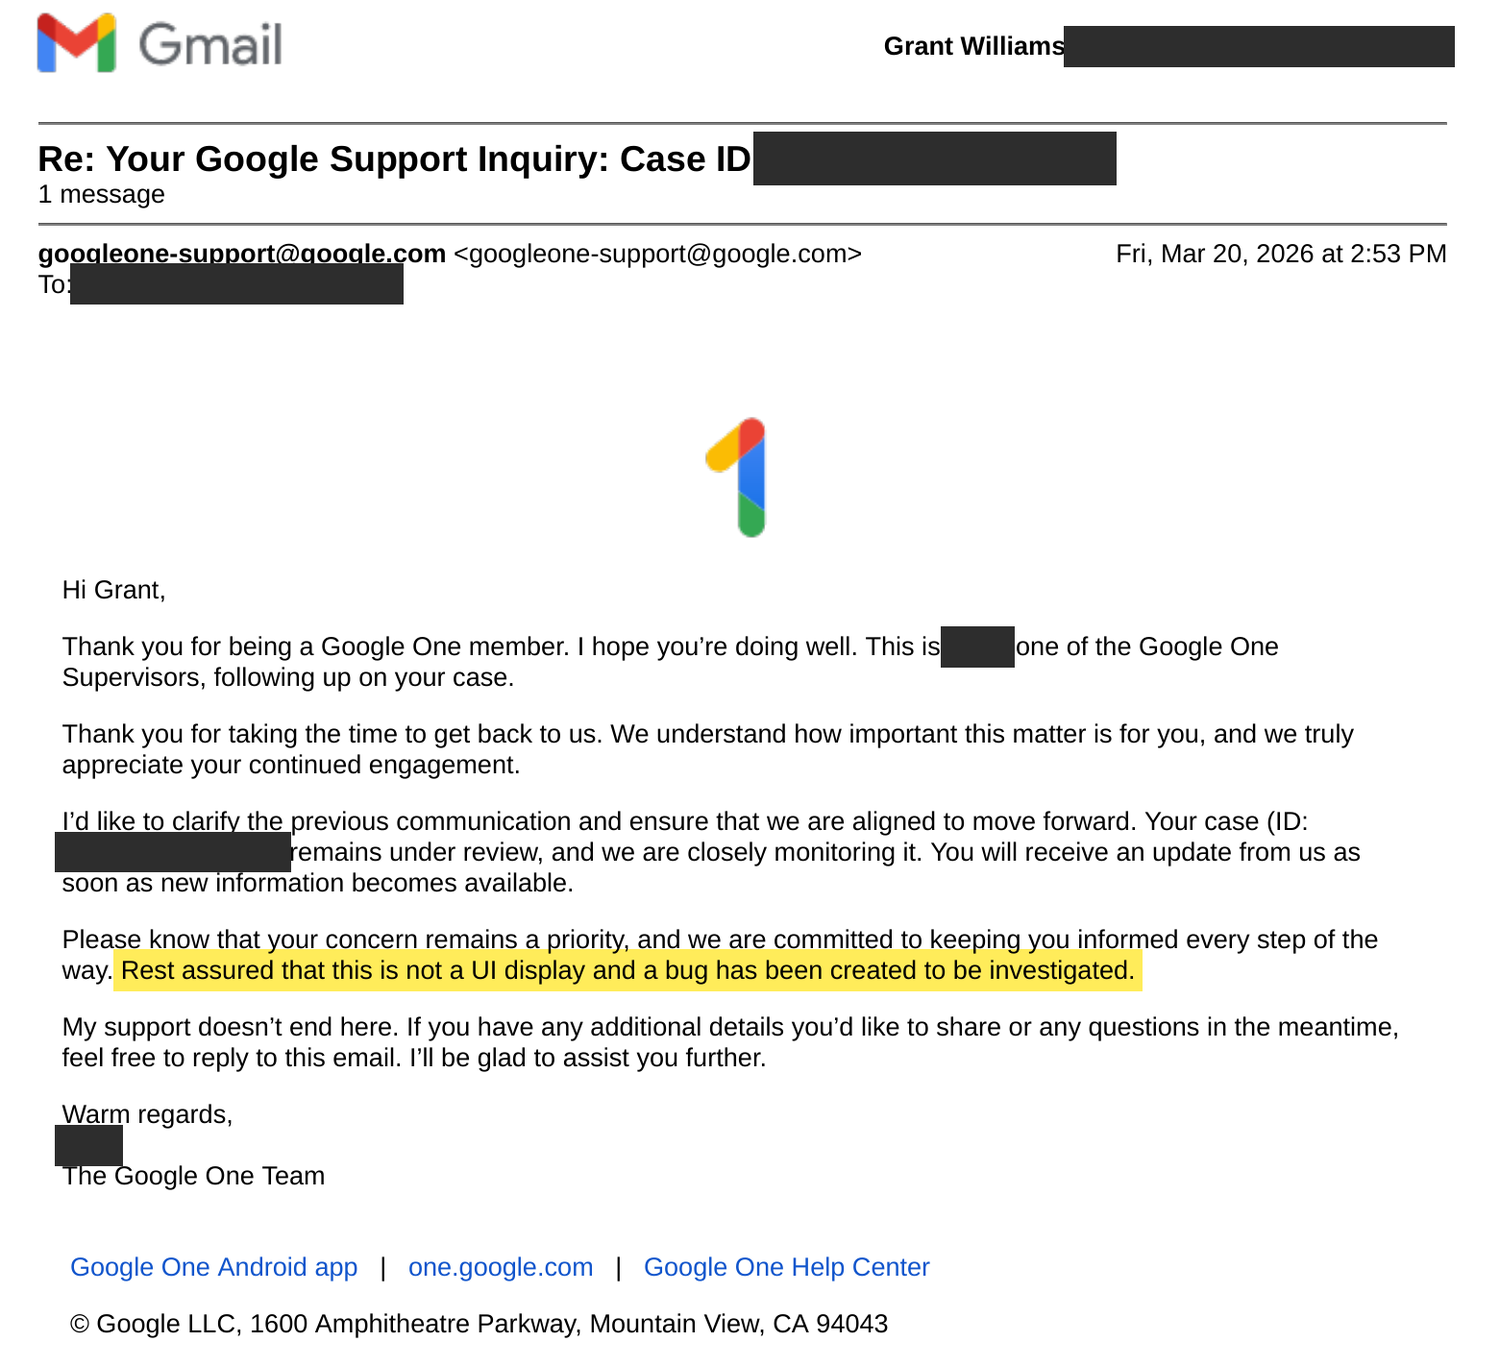 Gmail
Grant Williams
Re: Your Google Support Inquiry: Case ID
1 message
googleone-support@google.com <googleone-support@google.com>
Fri, Mar 20, 2026 at 2:53 PM
To:
Hi Grant,
Thank you for being a Google One member. I hope you’re doing well. This is one of the Google One
Supervisors, following up on your case.
Thank you for taking the time to get back to us. We understand how important this matter is for you, and we truly
appreciate your continued engagement.
I’d like to clarify the previous communication and ensure that we are aligned to move forward. Your case (ID:
remains under review, and we are closely monitoring it. You will receive an update from us as
soon as new information becomes available.
Please know that your concern remains a priority, and we are committed to keeping you informed every step of the
way. Rest assured that this is not a UI display and a bug has been created to be investigated.
My support doesn’t end here. If you have any additional details you’d like to share or any questions in the meantime,
feel free to reply to this email. I’ll be glad to assist you further.
Warm regards,
The Google One Team
Google One Android app | one.google.com | Google One Help Center
© Google LLC, 1600 Amphitheatre Parkway, Mountain View, CA 94043